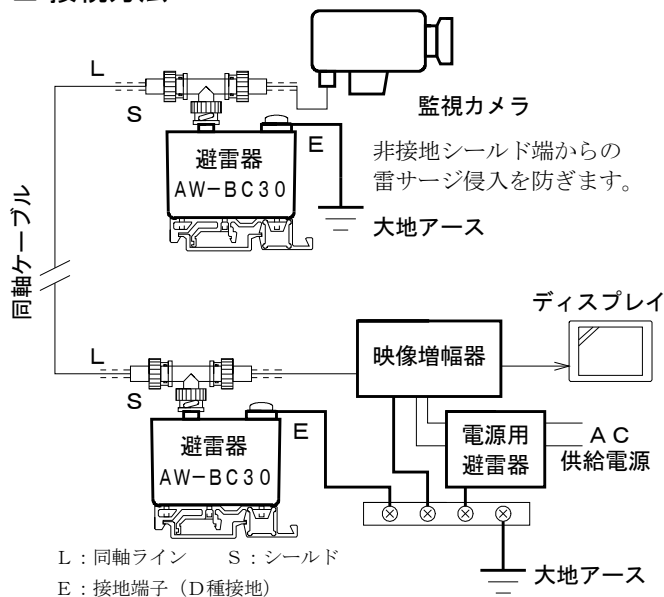 L
S
監視カメラ
避雷器
AW-BC30
E
非接地シールド端からの
雷サージ侵入を防ぎます。
大地アース
同軸ケーブル
ディスプレイ
L
S
映像増幅器
避雷器
AW-BC30
E
電源用
避雷器
AC
供給電源
大地アース
L:同軸ライン S:シールド
E:接地端子(D種接地)